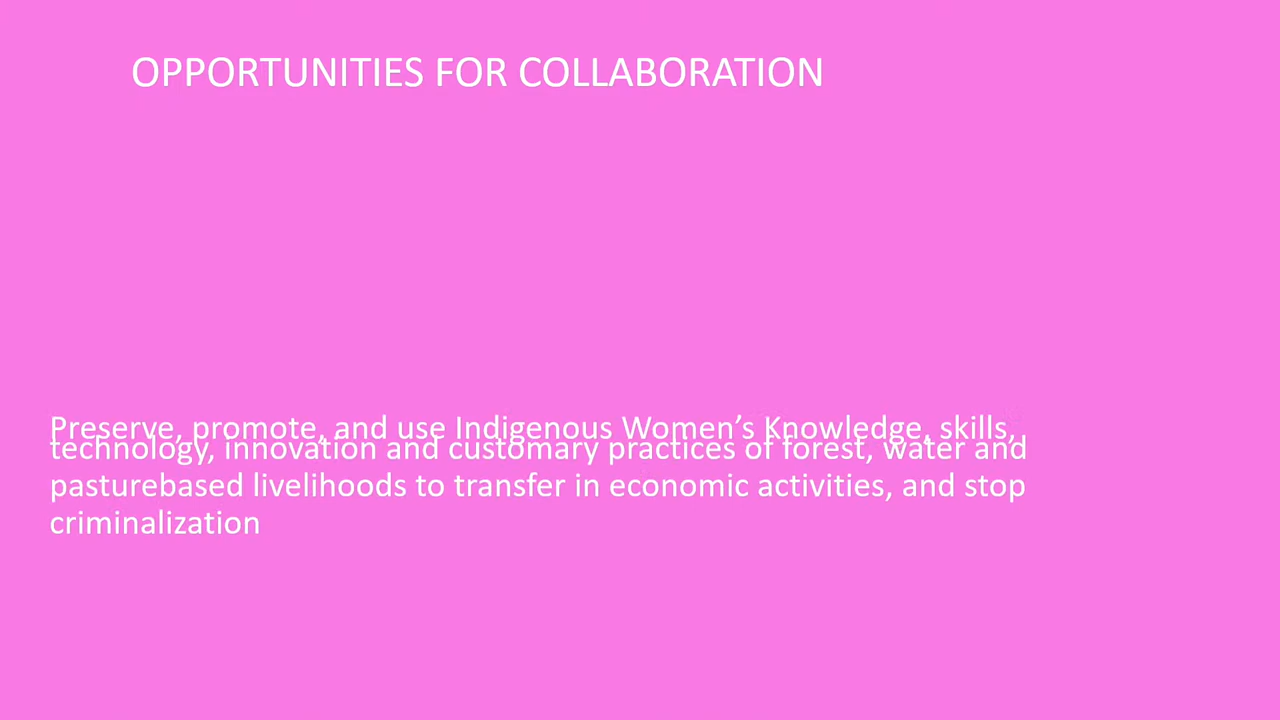 OPPORTUNITIES FOR COLLABORATION
Preserve, promote, and use Indigenous Women’s Knowledge, skills,
technology, innovation and customary practices of forest, water and
pasturebased livelihoods to transfer in economic activities, and stop
criminalization